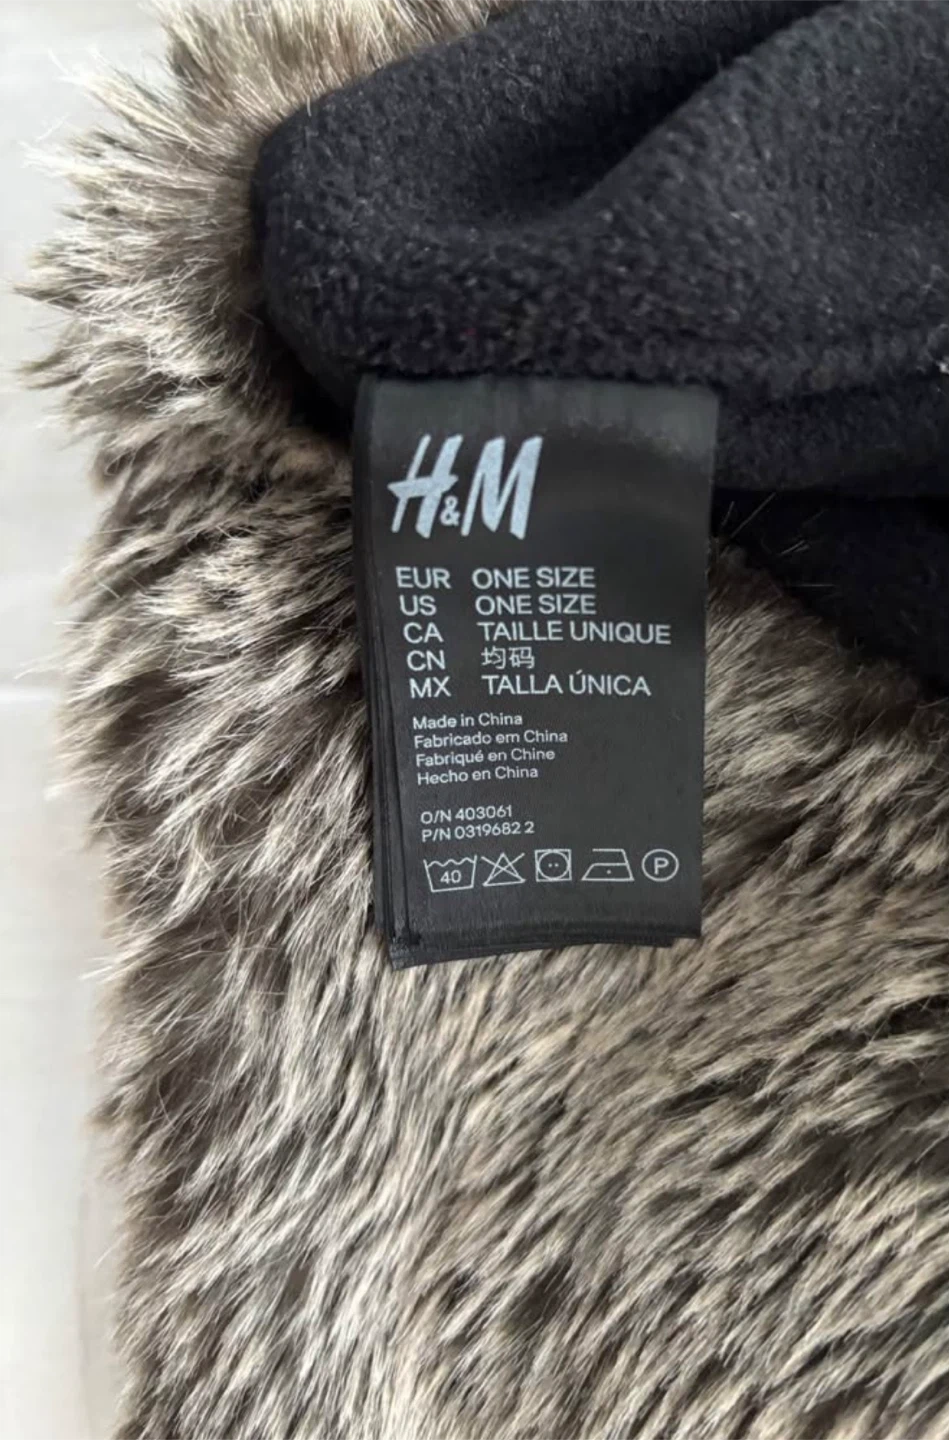 H&M
EUR ONE SIZE
US ONE SIZE
CA TAILLE UNIQUE
CN 均码
MX TALLA ÚNICA
Made in China
Fabricado em China
Fabriqué en Chine
Hecho en China
O/N 403061
P/N 0319682 2
40 P